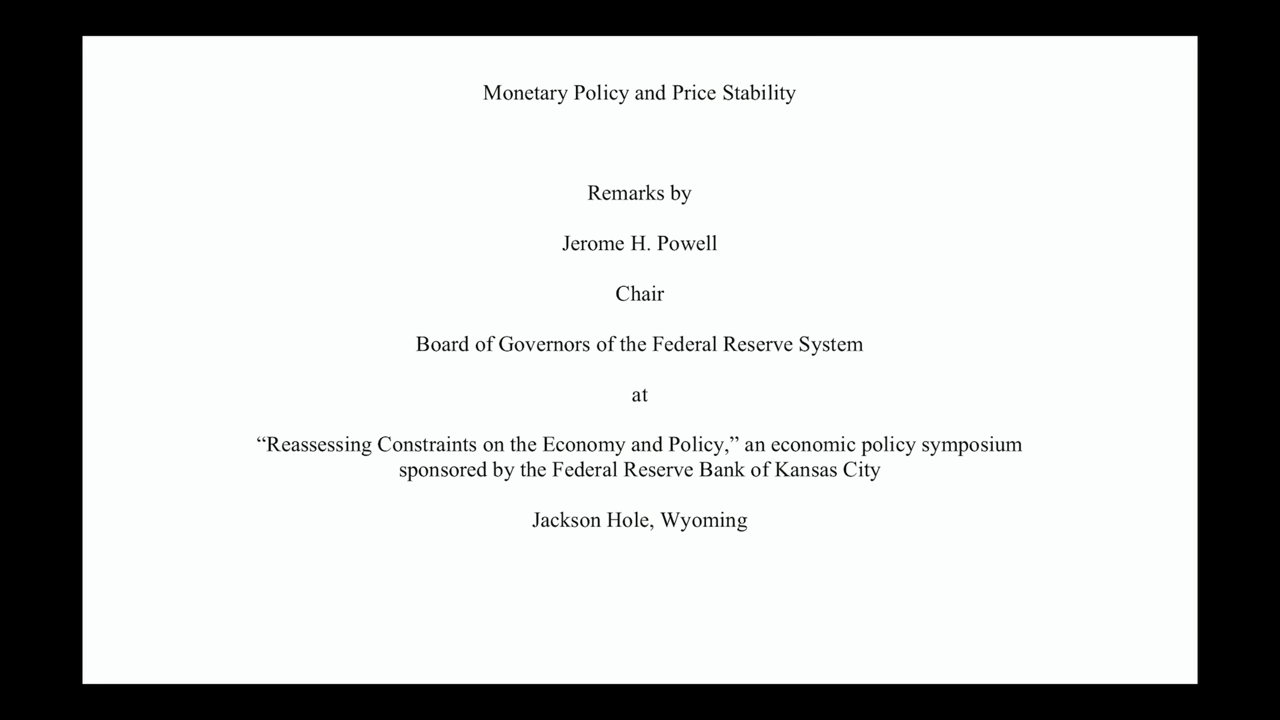 Monetary Policy and Price Stability
Remarks by
Jerome H. Powell
Chair
Board of Governors of the Federal Reserve System
at
“Reassessing Constraints on the Economy and Policy,” an economic policy symposium
sponsored by the Federal Reserve Bank of Kansas City
Jackson Hole, Wyoming